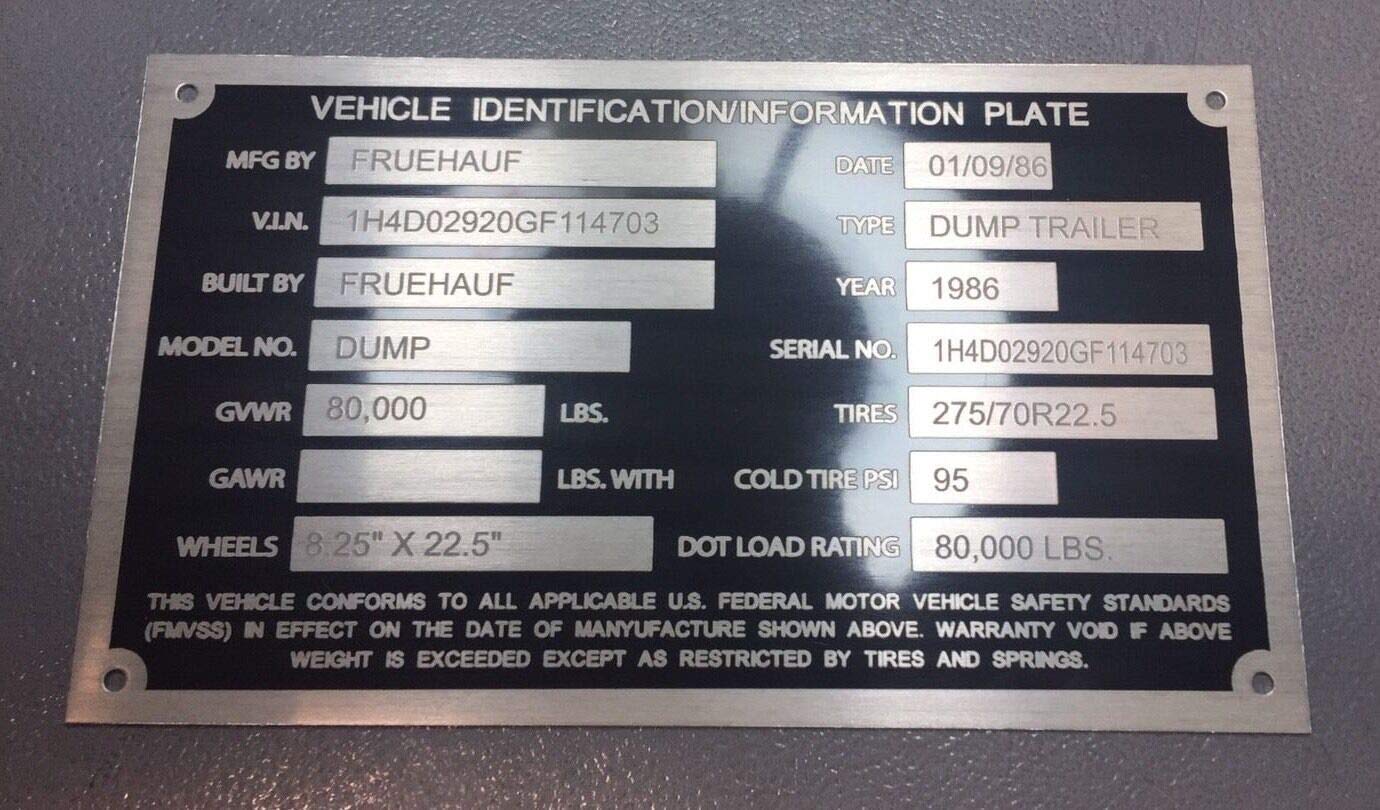 VEHICLE IDENTIFICATION/INFORMATION PLATE
MFG BY FRUEHAUF DATE 01/09/86
V.I.N. 1H4D02920GF114703 TYPE DUMP TRAILER
BUILT BY FRUEHAUF YEAR 1986
MODEL NO. DUMP SERIAL NO. 1H4D02920GF114703
GVWR 80,000 LBS. TIRES 275/70R22.5
GAWR LBS. WITH COLD TIRE PSI 95
WHEELS 8.25" X 22.5" DOT LOAD RATING 80,000 LBS.
THIS VEHICLE CONFORMS TO ALL APPLICABLE U.S. FEDERAL MOTOR VEHICLE SAFETY STANDARDS
(FMVSS) IN EFFECT ON THE DATE OF MANYUFACTURE SHOWN ABOVE. WARRANTY VOID IF ABOVE
WEIGHT IS EXCEEDED EXCEPT AS RESTRICTED BY TIRES AND SPRINGS.